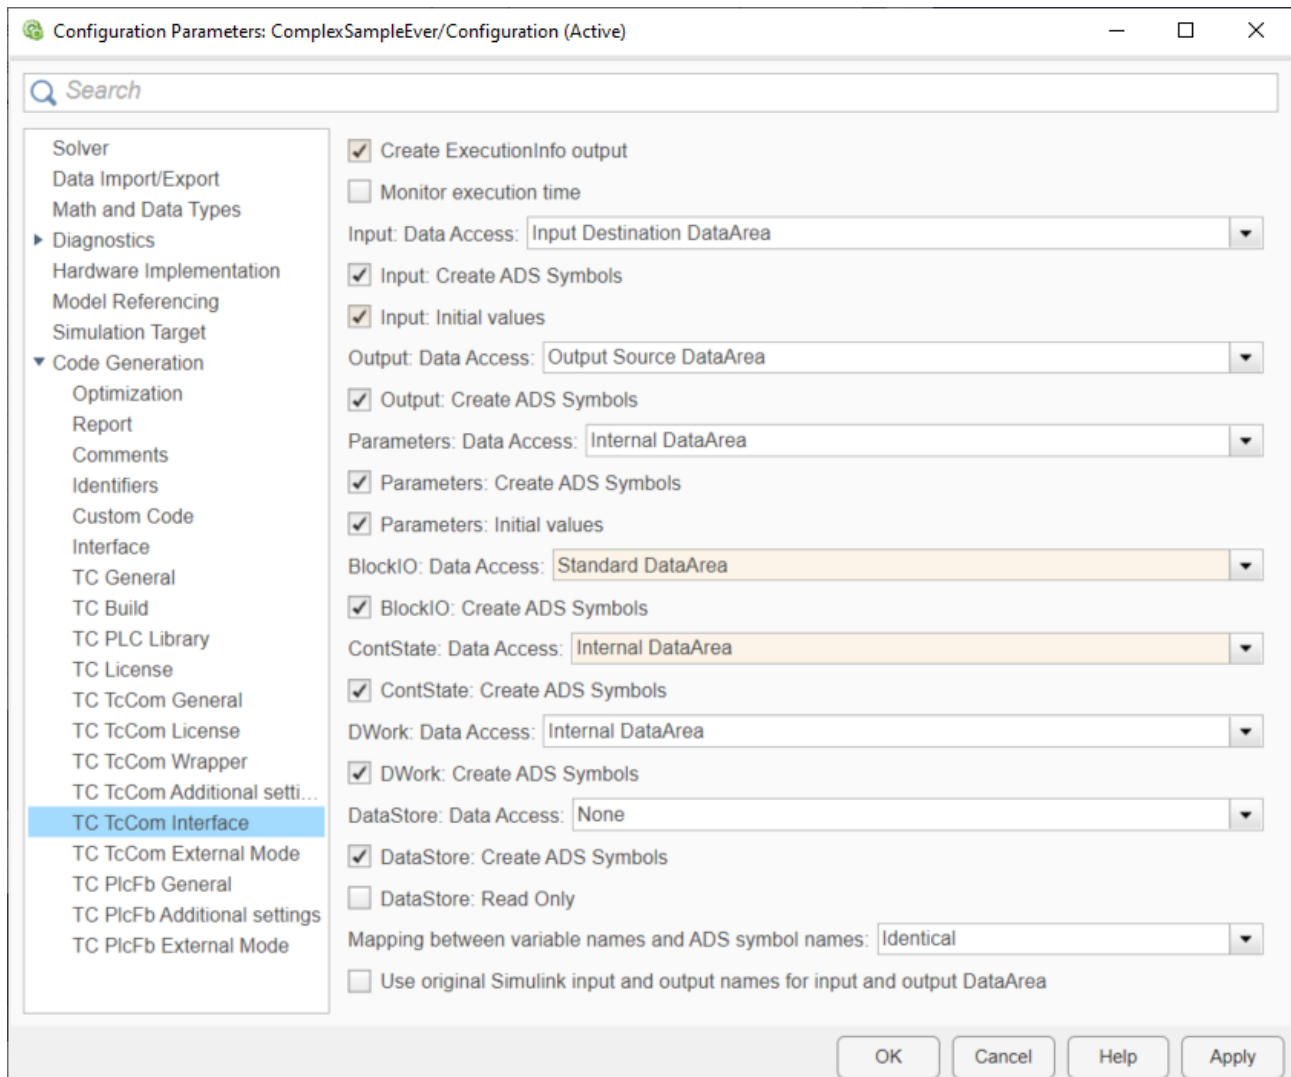 Configuration Parameters: ComplexSampleEver/Configuration (Active)
Search
Solver
Data Import/Export
Math and Data Types
Diagnostics
Hardware Implementation
Model Referencing
Simulation Target
Code Generation
Optimization
Report
Comments
Identifiers
Custom Code
Interface
TC General
TC Build
TC PLC Library
TC License
TC TcCom General
TC TcCom License
TC TcCom Wrapper
TC TcCom Additional setti...
TC TcCom Interface
TC TcCom External Mode
TC PlcFb General
TC PlcFb Additional settings
TC PlcFb External Mode
Create ExecutionInfo output
Monitor execution time
Input: Data Access: Input Destination DataArea
Input: Create ADS Symbols
Input: Initial values
Output: Data Access: Output Source DataArea
Output: Create ADS Symbols
Parameters: Data Access: Internal DataArea
Parameters: Create ADS Symbols
Parameters: Initial values
BlockIO: Data Access: Standard DataArea
BlockIO: Create ADS Symbols
ContState: Data Access: Internal DataArea
ContState: Create ADS Symbols
DWork: Data Access: Internal DataArea
DWork: Create ADS Symbols
DataStore: Data Access: None
DataStore: Create ADS Symbols
DataStore: Read Only
Mapping between variable names and ADS symbol names: Identical
Use original Simulink input and output names for input and output DataArea
OK Cancel Help Apply